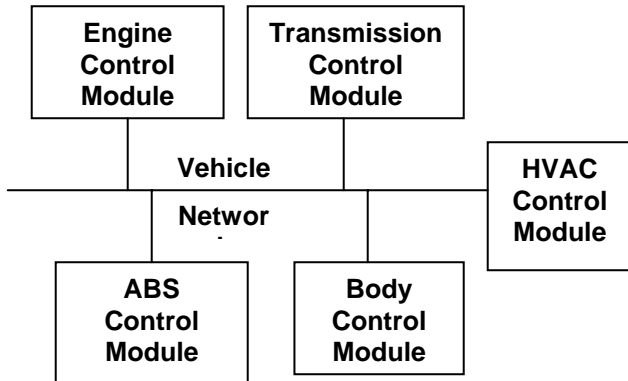 Engine
Control
Module
Transmission
Control
Module
Vehicle
Networ
HVAC
Control
Module
ABS
Control
Module
Body
Control
Module